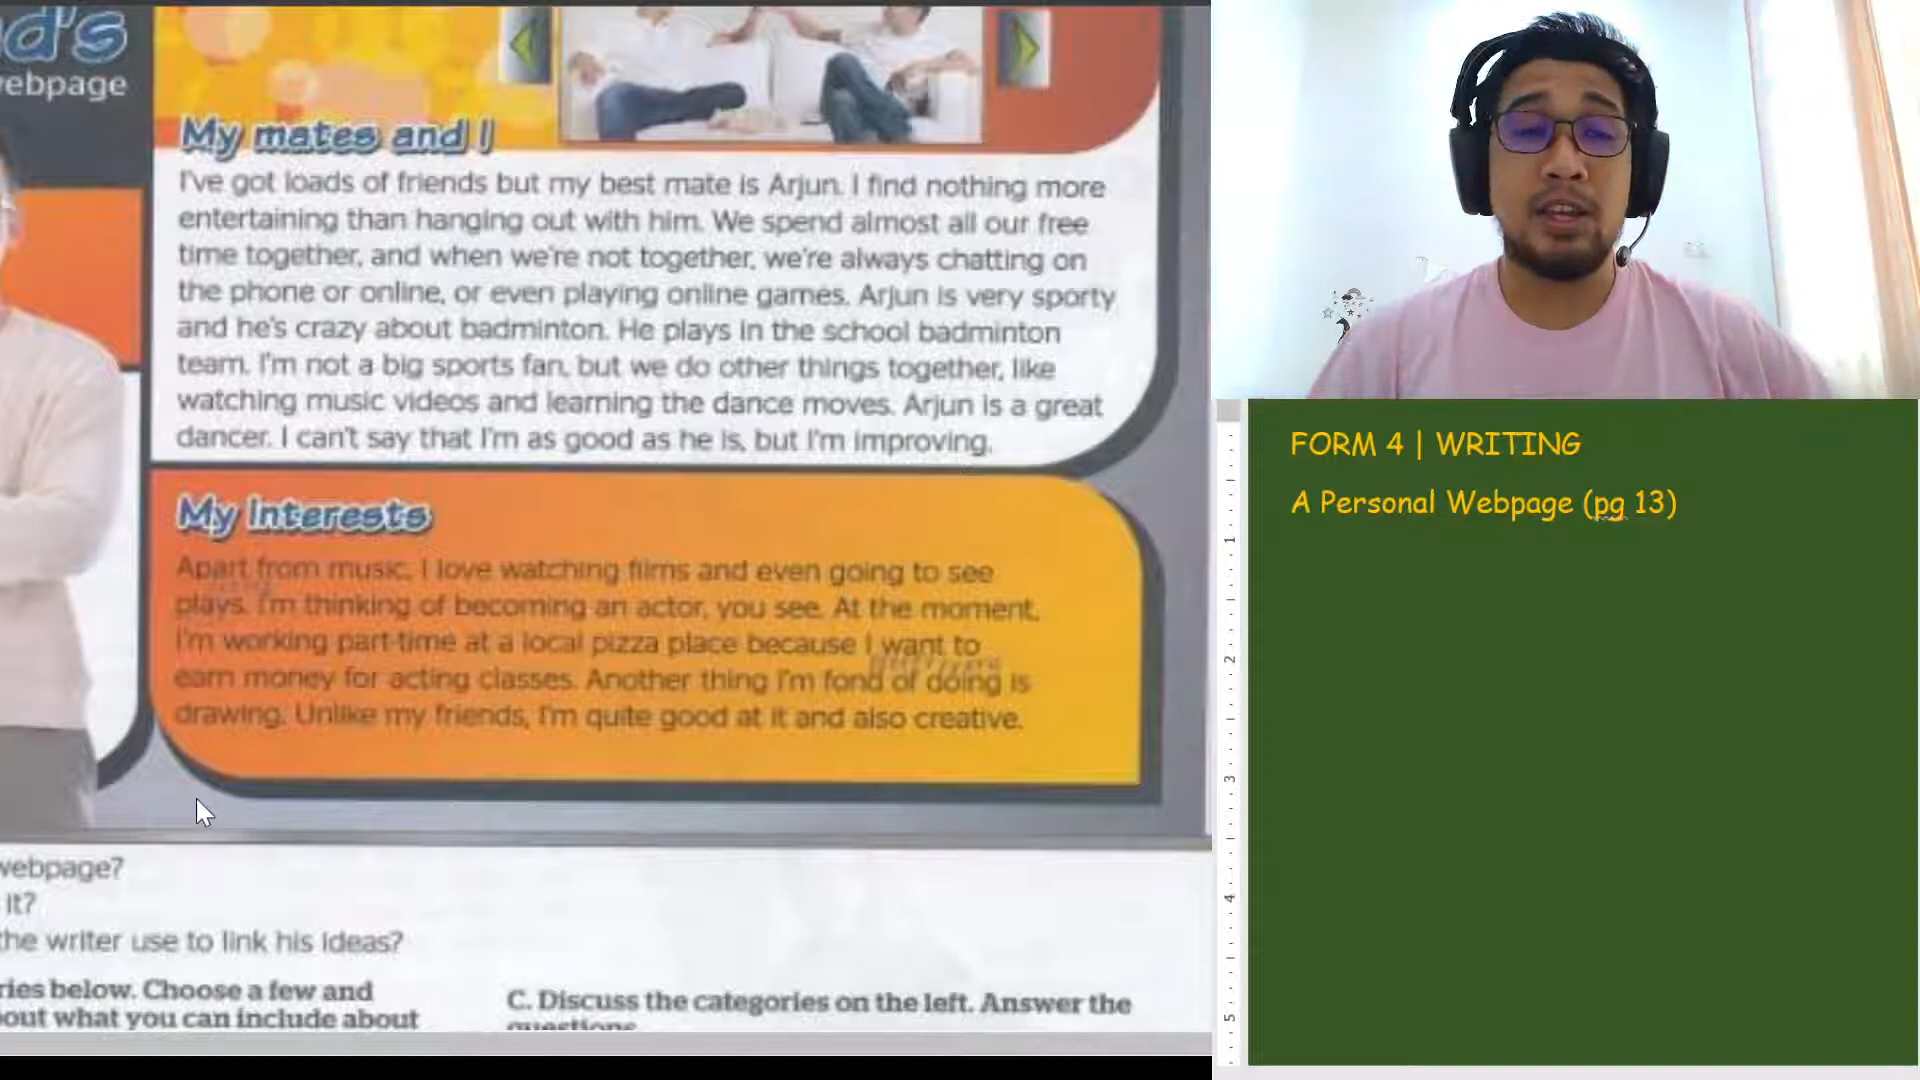 d's
webpage
My mates and I
I've got loads of friends but my best mate is Arjun. I find nothing more
entertaining than hanging out with him. We spend almost all our free
time together, and when we're not together, we're always chatting on
the phone or online, or even playing online games. Arjun is very sporty
and he's crazy about badminton. He plays in the school badminton
team. I'm not a big sports fan, but we do other things together, like
watching music videos and learning the dance moves. Arjun is a great
dancer. I can't say that I'm as good as he is, but I'm improving.
My Interests
Apart from music, I love watching films and even going to see
plays. I'm thinking of becoming an actor, you see. At the moment,
I'm working part-time at a local pizza place because I want to
earn money for acting classes. Another thing I'm fond of doing is
drawing. Unlike my friends, I'm quite good at it and also creative.
webpage?
it?
the writer use to link his ideas?
ries below. Choose a few and
bout what you can include about
C. Discuss the categories on the left. Answer the
questions
FORM 4 | WRITING
A Personal Webpage (pg 13)
1
2
3
4
5